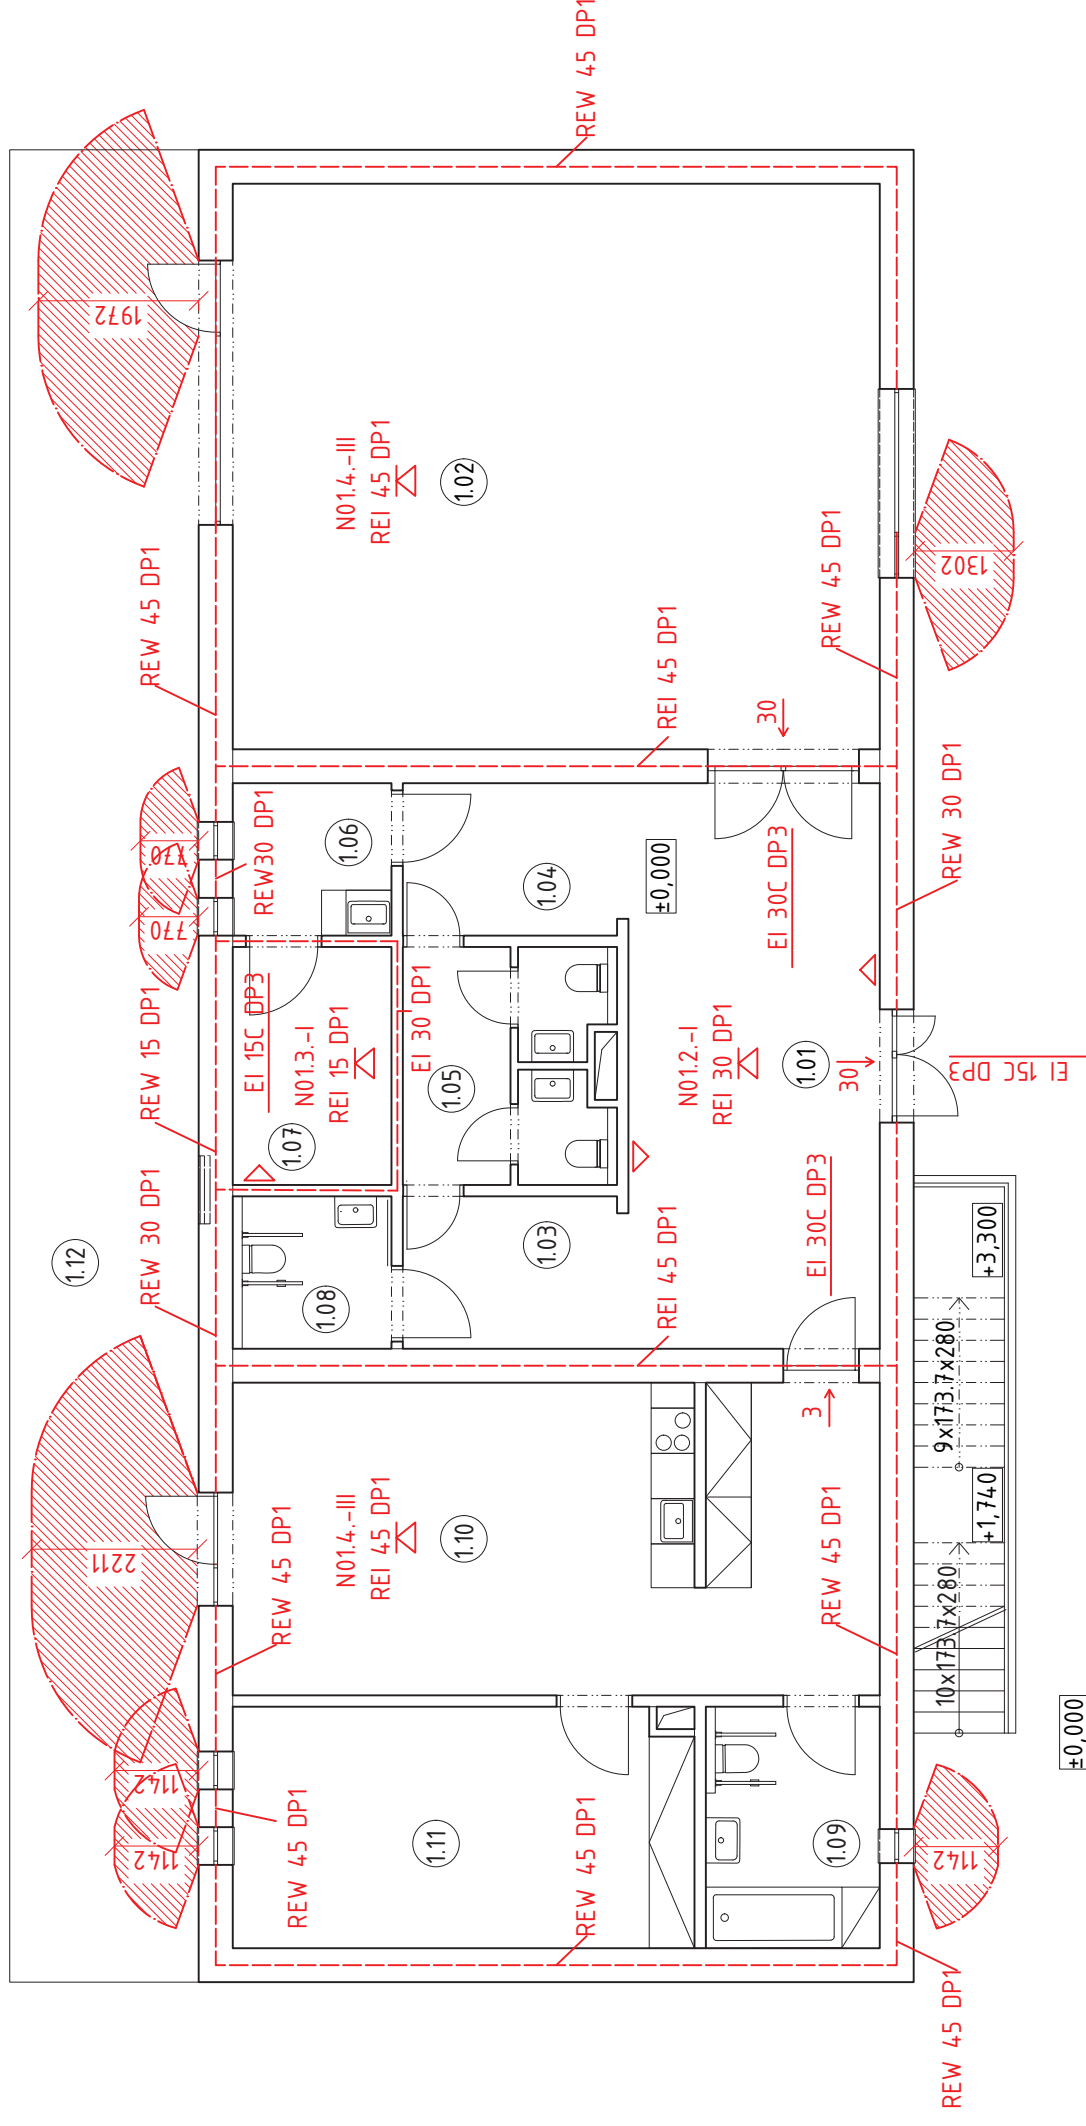 REW 45 DP1
1972
REW 45 DP1
N01.4.-III
REI 45 DP1
1.02
1302
REW 45 DP1
REI 45 DP1
30
REW 30 DP1
770
770
REW30 DP1
1.06
1.04
±0,000
EI 30C DP3
REW 15 DP1
EI 15C DP3
N01.3.-I
REI 15 DP1
EI 30 DP1
1.05
1.07
N01.2.-I
REI 30 DP1
1.01
30
EI 15C DP3
REW 30 DP1
1.12
1.08
1.03
REI 45 DP1
EI 30C DP3
+3,300
9x173.7x280
3
2211
REW 45 DP1
N01.4.-III
REI 45 DP1
1.10
REW 45 DP1
+1,740
10x173.7x280
±0,000
1142
1142
REW 45 DP1
1.11
REW 45 DP1
1.09
1142
REW 45 DP1